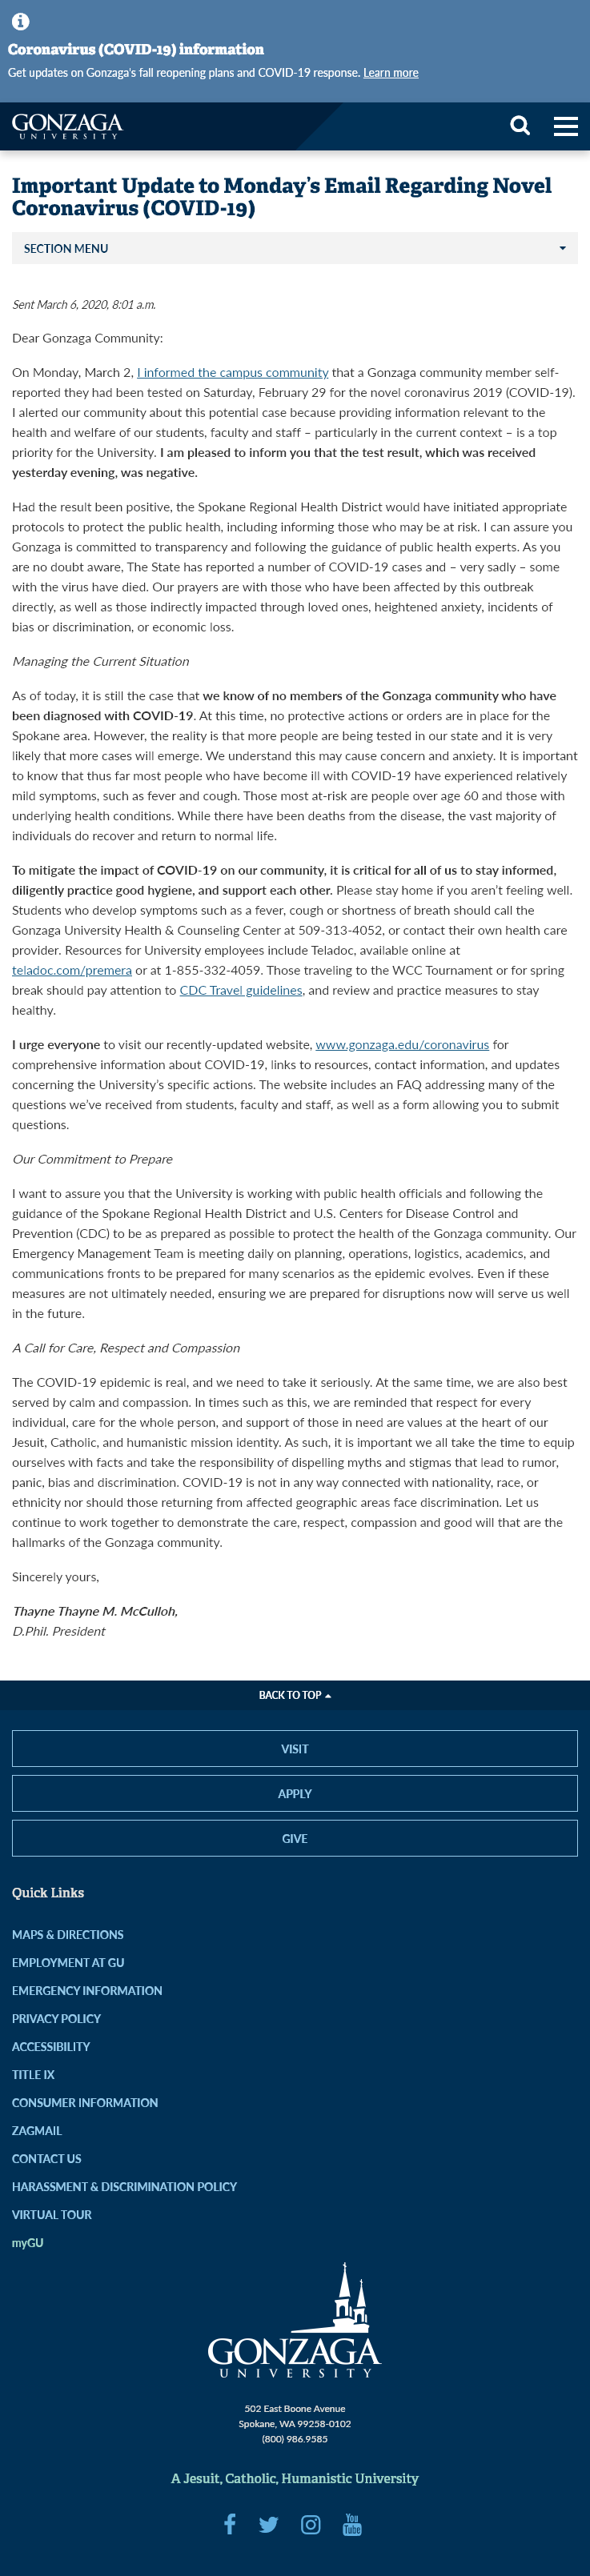 Coronavirus (COVID-19) information
Get updates on Gonzaga's fall reopening plans and COVID-19 response. Learn more
GONZAGA
UNIVERSITY
Important Update to Monday's Email Regarding Novel
Coronavirus (COVID-19)
SECTION MENU
Sent March 6, 2020, 8:01 a.m.
Dear Gonzaga Community:
On Monday, March 2, I informed the campus community that a Gonzaga community member self-
reported they had been tested on Saturday, February 29 for the novel coronavirus 2019 (COVID-19).
I alerted our community about this potential case because providing information relevant to the
health and welfare of our students, faculty and staff – particularly in the current context – is a top
priority for the University. I am pleased to inform you that the test result, which was received
yesterday evening, was negative.
Had the result been positive, the Spokane Regional Health District would have initiated appropriate
protocols to protect the public health, including informing those who may be at risk. I can assure you
Gonzaga is committed to transparency and following the guidance of public health experts. As you
are no doubt aware, The State has reported a number of COVID-19 cases and – very sadly – some
with the virus have died. Our prayers are with those who have been affected by this outbreak
directly, as well as those indirectly impacted through loved ones, heightened anxiety, incidents of
bias or discrimination, or economic loss.
Managing the Current Situation
As of today, it is still the case that we know of no members of the Gonzaga community who have
been diagnosed with COVID-19. At this time, no protective actions or orders are in place for the
Spokane area. However, the reality is that more people are being tested in our state and it is very
likely that more cases will emerge. We understand this may cause concern and anxiety. It is important
to know that thus far most people who have become ill with COVID-19 have experienced relatively
mild symptoms, such as fever and cough. Those most at-risk are people over age 60 and those with
underlying health conditions. While there have been deaths from the disease, the vast majority of
individuals do recover and return to normal life.
To mitigate the impact of COVID-19 on our community, it is critical for all of us to stay informed,
diligently practice good hygiene, and support each other. Please stay home if you aren't feeling well.
Students who develop symptoms such as a fever, cough or shortness of breath should call the
Gonzaga University Health & Counseling Center at 509-313-4052, or contact their own health care
provider. Resources for University employees include Teladoc, available online at
teladoc.com/premera or at 1-855-332-4059. Those traveling to the WCC Tournament or for spring
break should pay attention to CDC Travel guidelines, and review and practice measures to stay
healthy.
I urge everyone to visit our recently-updated website, www.gonzaga.edu/coronavirus for
comprehensive information about COVID-19, links to resources, contact information, and updates
concerning the University's specific actions. The website includes an FAQ addressing many of the
questions we've received from students, faculty and staff, as well as a form allowing you to submit
questions.
Our Commitment to Prepare
I want to assure you that the University is working with public health officials and following the
guidance of the Spokane Regional Health District and U.S. Centers for Disease Control and
Prevention (CDC) to be as prepared as possible to protect the health of the Gonzaga community. Our
Emergency Management Team is meeting daily on planning, operations, logistics, academics, and
communications fronts to be prepared for many scenarios as the epidemic evolves. Even if these
measures are not ultimately needed, ensuring we are prepared for disruptions now will serve us well
in the future.
A Call for Care, Respect and Compassion
The COVID-19 epidemic is real, and we need to take it seriously. At the same time, we are also best
served by calm and compassion. In times such as this, we are reminded that respect for every
individual, care for the whole person, and support of those in need are values at the heart of our
Jesuit, Catholic, and humanistic mission identity. As such, it is important we all take the time to equip
ourselves with facts and take the responsibility of dispelling myths and stigmas that lead to rumor,
panic, bias and discrimination. COVID-19 is not in any way connected with nationality, race, or
ethnicity nor should those returning from affected geographic areas face discrimination. Let us
continue to work together to demonstrate the care, respect, compassion and good will that are the
hallmarks of the Gonzaga community.
Sincerely yours,
Thayne Thayne M. McCulloh,
D.Phil. President
BACK TO TOP
VISIT
APPLY
GIVE
Quick Links
MAPS & DIRECTIONS
EMPLOYMENT AT GU
EMERGENCY INFORMATION
PRIVACY POLICY
ACCESSIBILITY
TITLE IX
CONSUMER INFORMATION
ZAGMAIL
CONTACT US
HARASSMENT & DISCRIMINATION POLICY
VIRTUAL TOUR
myGU
GONZAGA
UNIVERSITY
502 East Boone Avenue
Spokane, WA 99258-0102
(800) 986.9585
A Jesuit, Catholic, Humanistic University
You
Tube